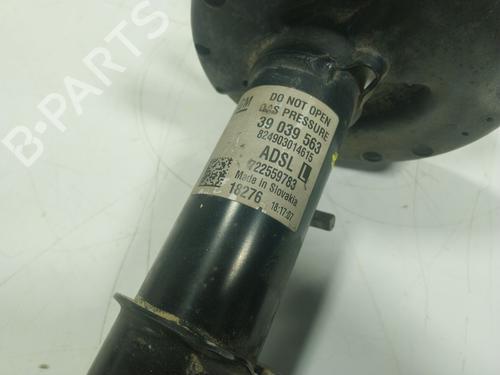 GM
DO NOT OPEN
GAS PRESSURE
39 039 563
824903014615
ADSL L
722559783
Made in Slovakia
18276 18:17:07
B-PARTS